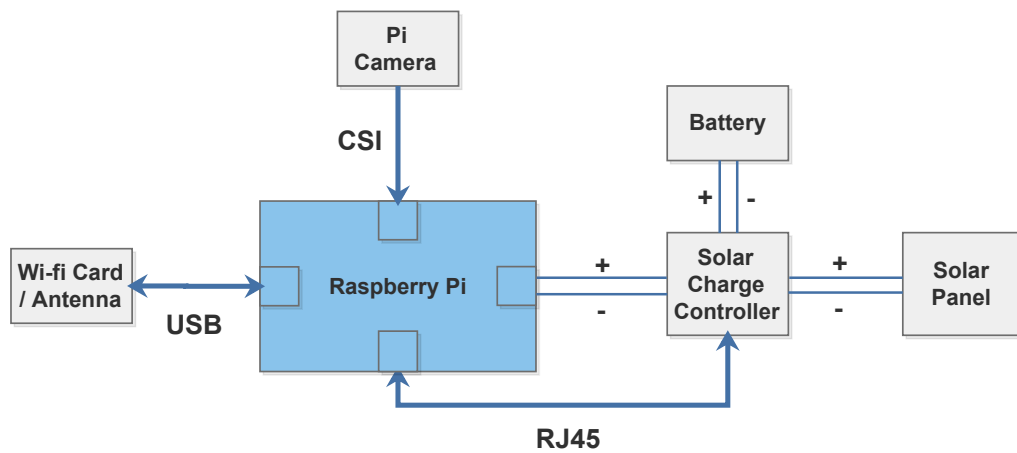 Pi
Camera
CSI
Battery
+ -
Wi-fi Card
/ Antenna
USB
Raspberry Pi
+
-
Solar
Charge
Controller
+
-
Solar
Panel
RJ45